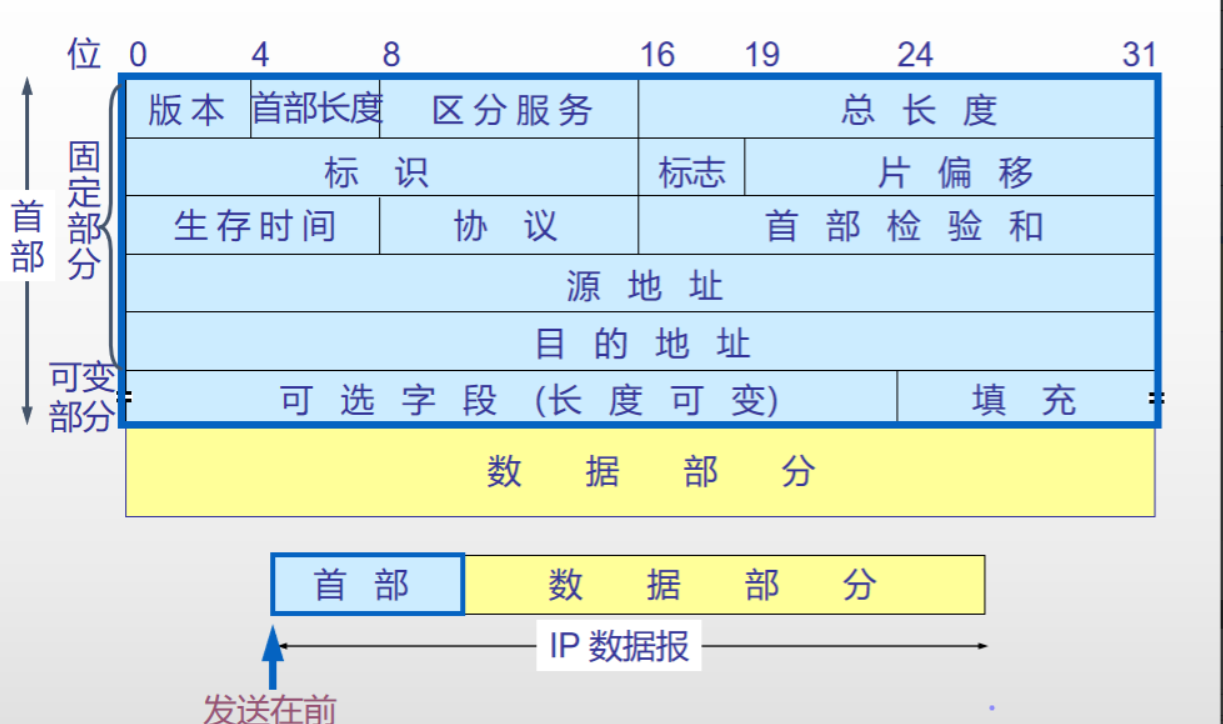 位 0 4 8 16 19 24 31
版本 首部长度 区分服务 总长度
标识 标志 片偏移
生存时间 协议 首部检验和
源地址
目的地址
可选字段 (长度可变) 填充
数据部分
首部
固定部分
可变部分
首部 数据部分
IP 数据报
发送在前